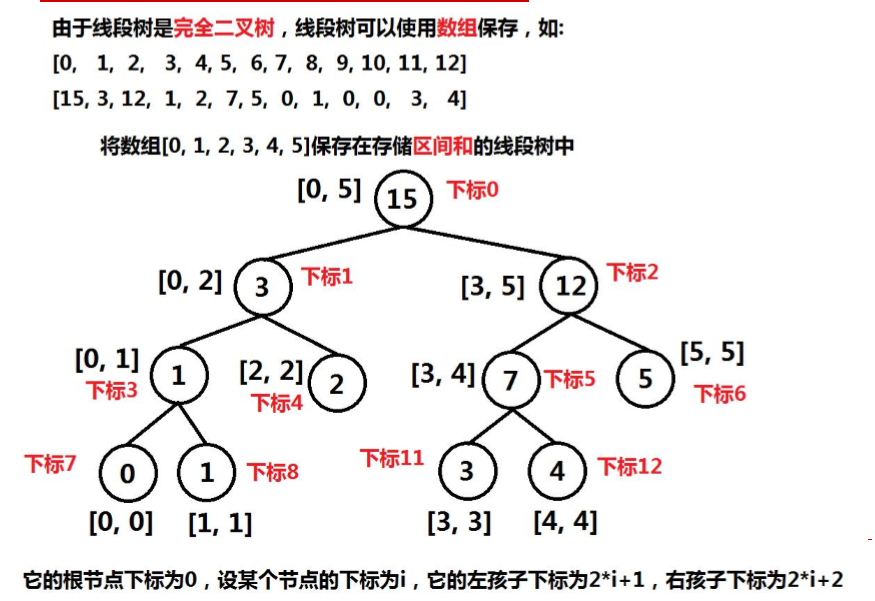 由于线段树是完全二叉树，线段树可以使用数组保存，如:
[0, 1, 2, 3, 4, 5, 6, 7, 8, 9, 10, 11, 12]
[15, 3, 12, 1, 2, 7, 5, 0, 1, 0, 0, 3, 4]
将数组[0, 1, 2, 3, 4, 5]保存在存储区间和的线段树中
[0, 5] 15 下标0
[0, 2] 3 下标1 [3, 5] 12 下标2
[0, 1] 1 下标3 [2, 2] 2 下标4 [3, 4] 7 下标5 5 [5, 5] 下标6
下标7 0 1 下标8 下标11 3 4 下标12
[0, 0] [1, 1] [3, 3] [4, 4]
它的根节点下标为0，设某个节点的下标为i，它的左孩子下标为2*i+1，右孩子下标为2*i+2